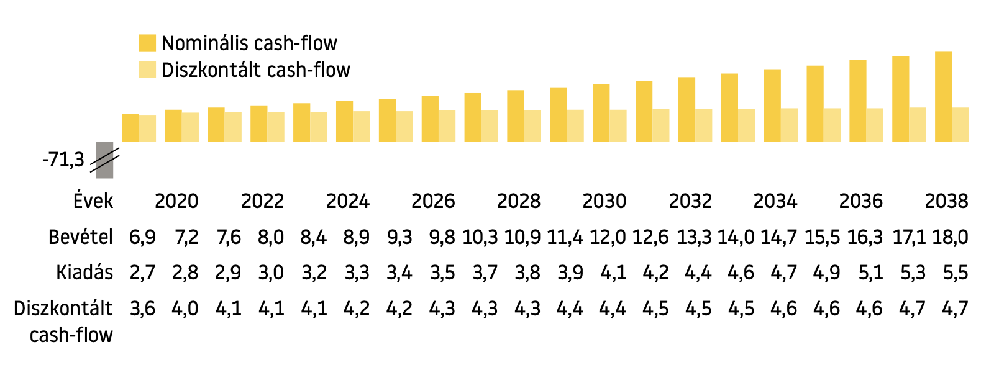 Nominális cash-flow
Diszkontált cash-flow
-71,3
Évek 2020 2022 2024 2026 2028 2030 2032 2034 2036 2038
Bevétel 6,9 7,2 7,6 8,0 8,4 8,9 9,3 9,8 10,3 10,9 11,4 12,0 12,6 13,3 14,0 14,7 15,5 16,3 17,1 18,0
Kiadás 2,7 2,8 2,9 3,0 3,2 3,3 3,4 3,5 3,7 3,8 3,9 4,1 4,2 4,4 4,6 4,7 4,9 5,1 5,3 5,5
Diszkontált 3,6 4,0 4,1 4,1 4,1 4,2 4,2 4,3 4,3 4,3 4,4 4,4 4,5 4,5 4,5 4,6 4,6 4,6 4,7 4,7
cash-flow